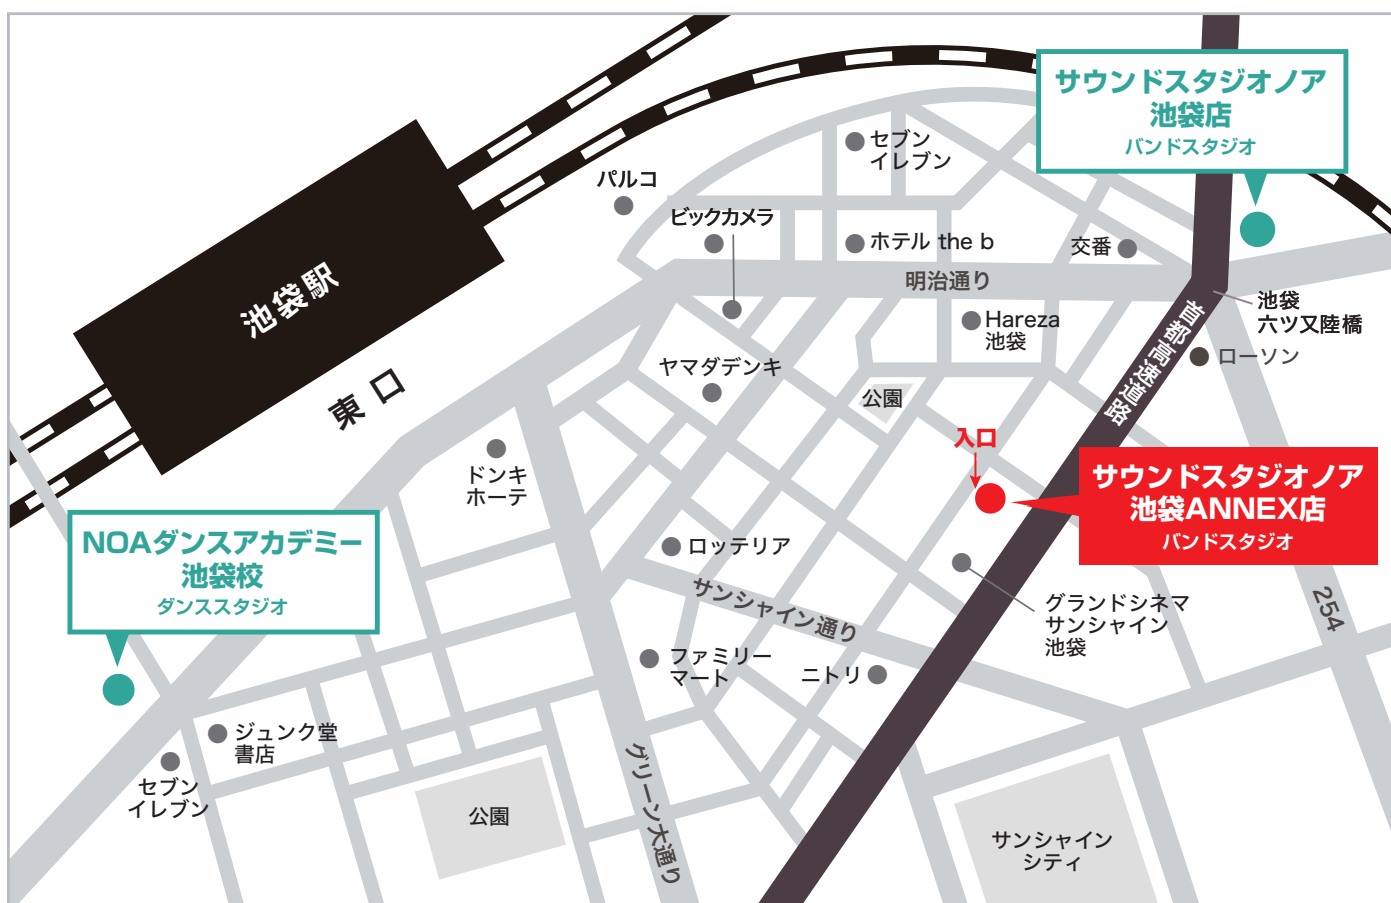 サウンドスタジオノア
池袋店
バンドスタジオ
セブン
イレブン
パルコ
ビックカメラ
ホテル the b
交番
明治通り
池袋駅
池袋
六ツ又陸橋
Hareza
池袋
首都高速道路
ローソン
ヤマダデンキ
公園
東口
入口
ドンキ
ホーテ
サウンドスタジオノア
池袋ANNEX店
バンドスタジオ
NOAダンスアカデミー
池袋校
ダンススタジオ
ロッテリア
サンシャイン通り
グランドシネマ
サンシャイン
池袋
254
ファミリー
マート
ニトリ
ジュンク堂
書店
セブン
イレブン
グリーン大通り
公園
サンシャイン
シティ